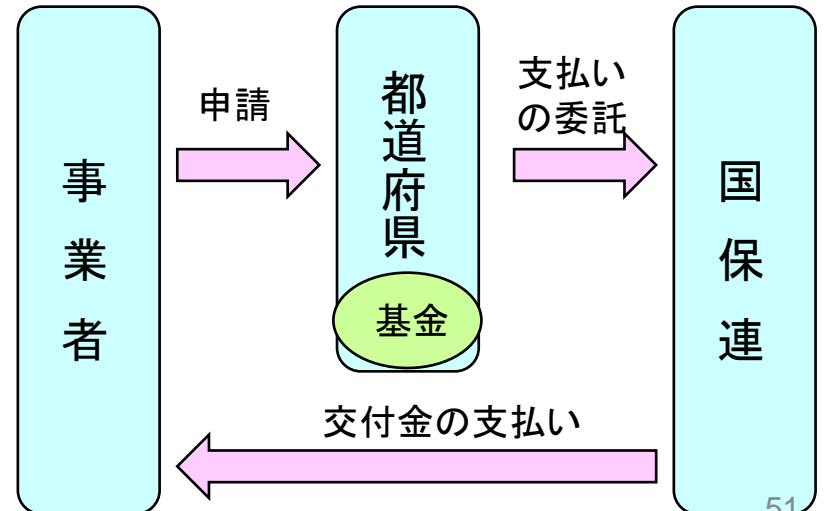 事業者
申請
都道府県
基金
支払い
の委託
国保連
交付金の支払い
51